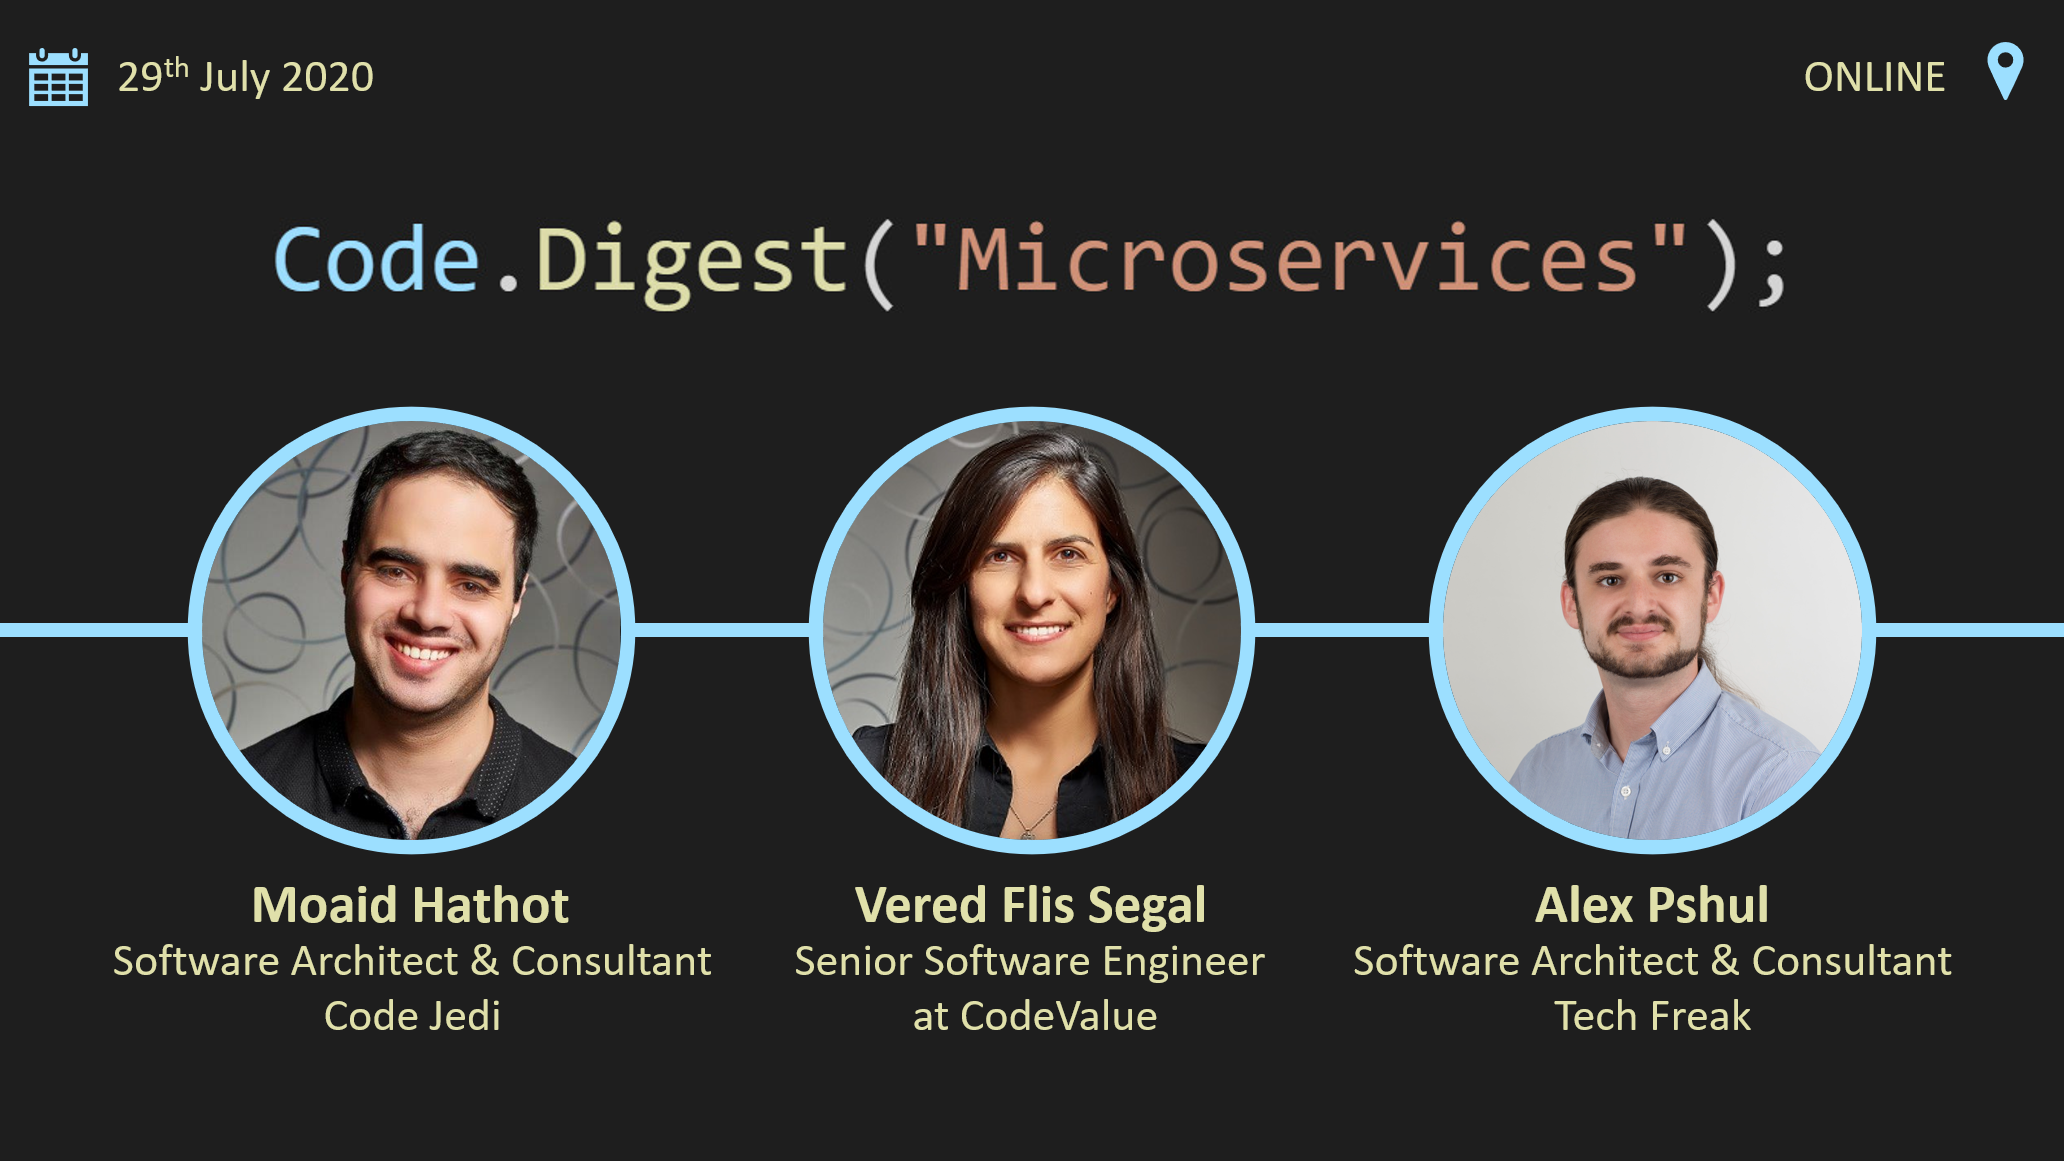 29th July 2020
ONLINE
Code.Digest("Microservices");
Moaid Hathot
Software Architect & Consultant
Code Jedi
Vered Flis Segal
Senior Software Engineer
at CodeValue
Alex Pshul
Software Architect & Consultant
Tech Freak